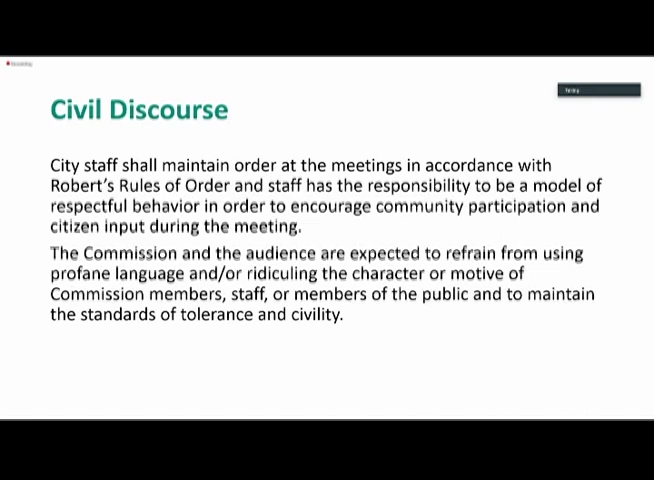 Civil Discourse
City staff shall maintain order at the meetings in accordance with
Robert's Rules of Order and staff has the responsibility to be a model of
respectful behavior in order to encourage community participation and
citizen input during the meeting.
The Commission and the audience are expected to refrain from using
profane language and/or ridiculing the character or motive of
Commission members, staff, or members of the public and to maintain
the standards of tolerance and civility.